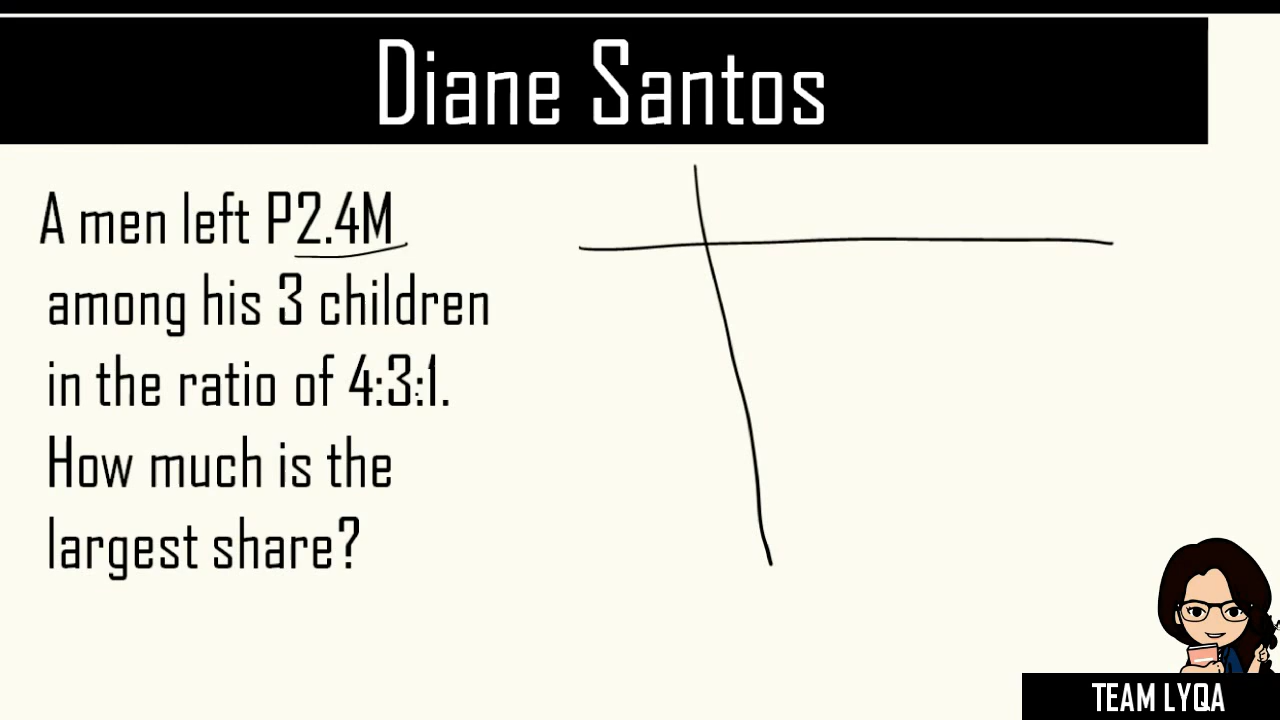 Diane Santos
A men left P2.4M
among his 3 children
in the ratio of 4:3:1.
How much is the
largest share?
TEAM LYQA